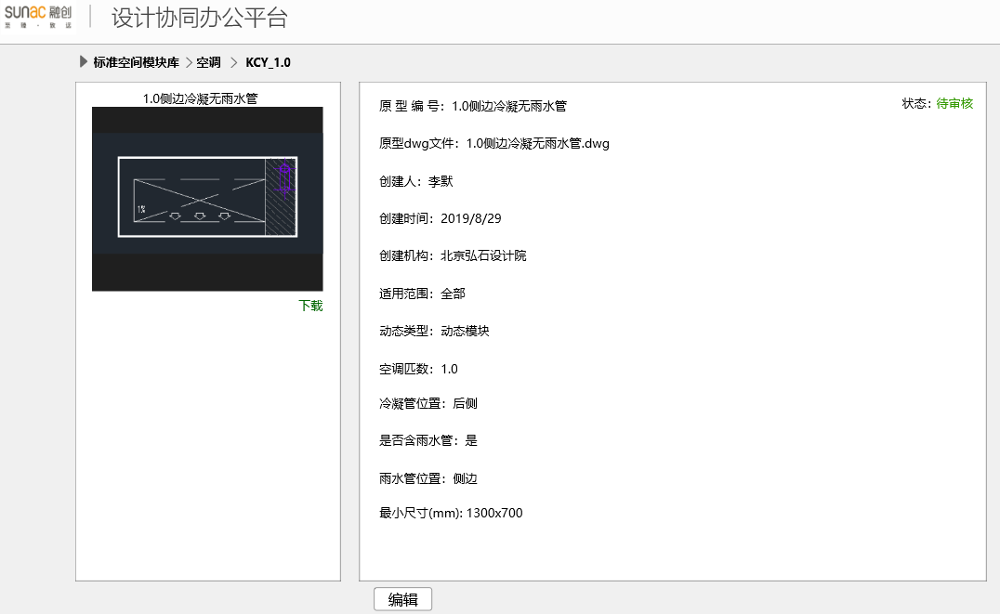 SUNAC 融创
至臻·致远
设计协同办公平台
标准空间模块库 > 空调 > KCY_1.0
1.0侧边冷凝无雨水管
1%
下载
原 型 编 号：1.0侧边冷凝无雨水管
状态：待审核
原型dwg文件：1.0侧边冷凝无雨水管.dwg
创建人：李默
创建时间：2019/8/29
创建机构：北京弘石设计院
适用范围：全部
动态类型：动态模块
空调匹数：1.0
冷凝管位置：后侧
是否含雨水管：是
雨水管位置：侧边
最小尺寸(mm): 1300x700
编辑